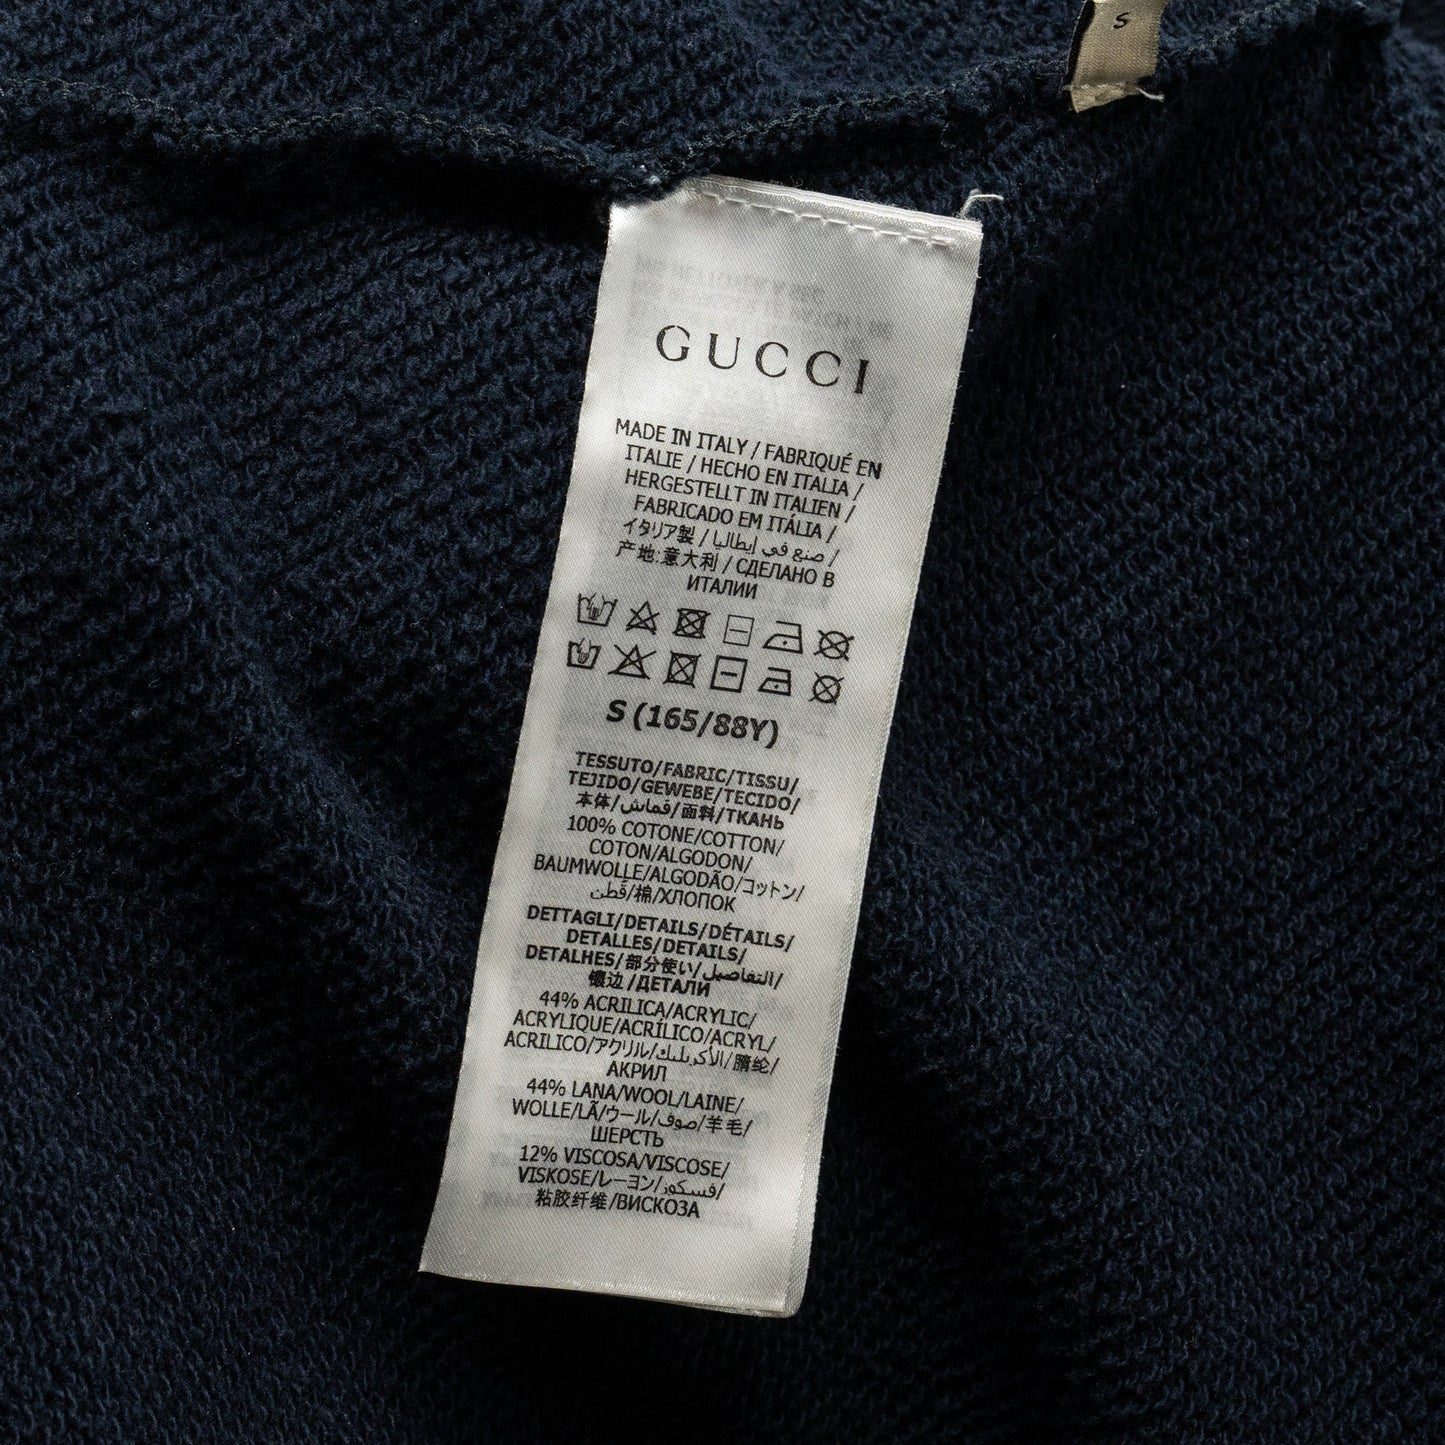 S
GUCCI
MADE IN ITALY / FABRIQUÉ EN
ITALIE / HECHO EN ITALIA /
HERGESTELLT IN ITALIEN /
FABRICADO EM ITÁLIA /
イタリア製 / صنع في إيطاليا /
产地:意大利 / СДЕЛАНО В
ИТАЛИИ
S (165/88Y)
TESSUTO/FABRIC/TISSU/
TEJIDO/GEWEBE/TECIDO/
本体/قماش/面料/ТКАНЬ
100% COTONE/COTTON/
COTON/ALGODON/
BAUMWOLLE/ALGODÃO/コットン/
قُطن/棉/ХЛОПОК
DETTAGLI/DETAILS/DÉTAILS/
DETALLES/DETAILS/
DETALHES/部分使い/التفاصيل/
镶边 /ДЕТАЛИ
44% ACRILICA/ACRYLIC/
ACRYLIQUE/ACRÍLICO/ACRYL/
ACRILICO/アクリル/الأكريليك/腈纶/
АКРИЛ
44% LANA/WOOL/LAINE/
WOLLE/LÃ/ウール/صوف/羊毛/
ШЕРСТЬ
12% VISCOSA/VISCOSE/
VISKOSE/レーヨン/فسكوز/
粘胶纤维/ВИСКОЗА